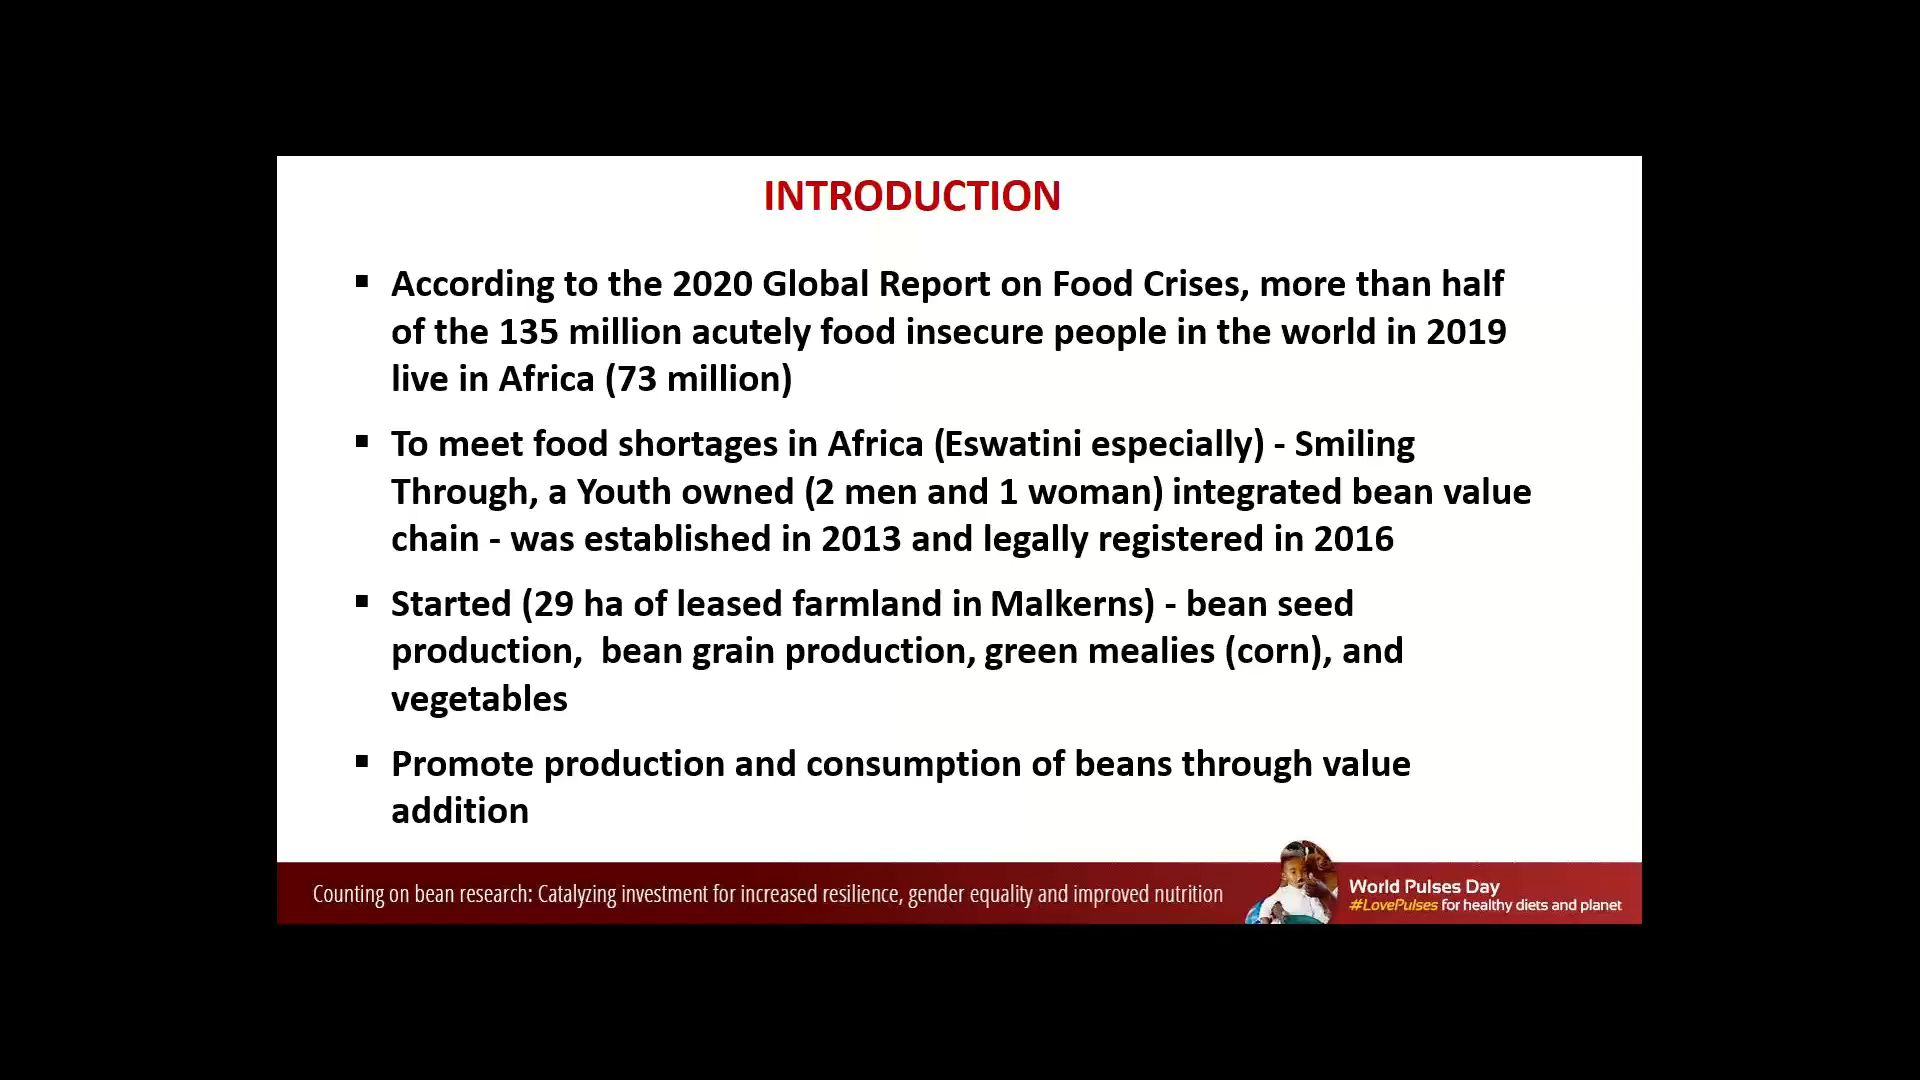 INTRODUCTION
▪ According to the 2020 Global Report on Food Crises, more than half
of the 135 million acutely food insecure people in the world in 2019
live in Africa (73 million)
▪ To meet food shortages in Africa (Eswatini especially) - Smiling
Through, a Youth owned (2 men and 1 woman) integrated bean value
chain - was established in 2013 and legally registered in 2016
▪ Started (29 ha of leased farmland in Malkerns) - bean seed
production,  bean grain production, green mealies (corn), and
vegetables
▪ Promote production and consumption of beans through value
addition
Counting on bean research: Catalyzing investment for increased resilience, gender equality and improved nutrition
World Pulses Day
#LovePulses for healthy diets and planet